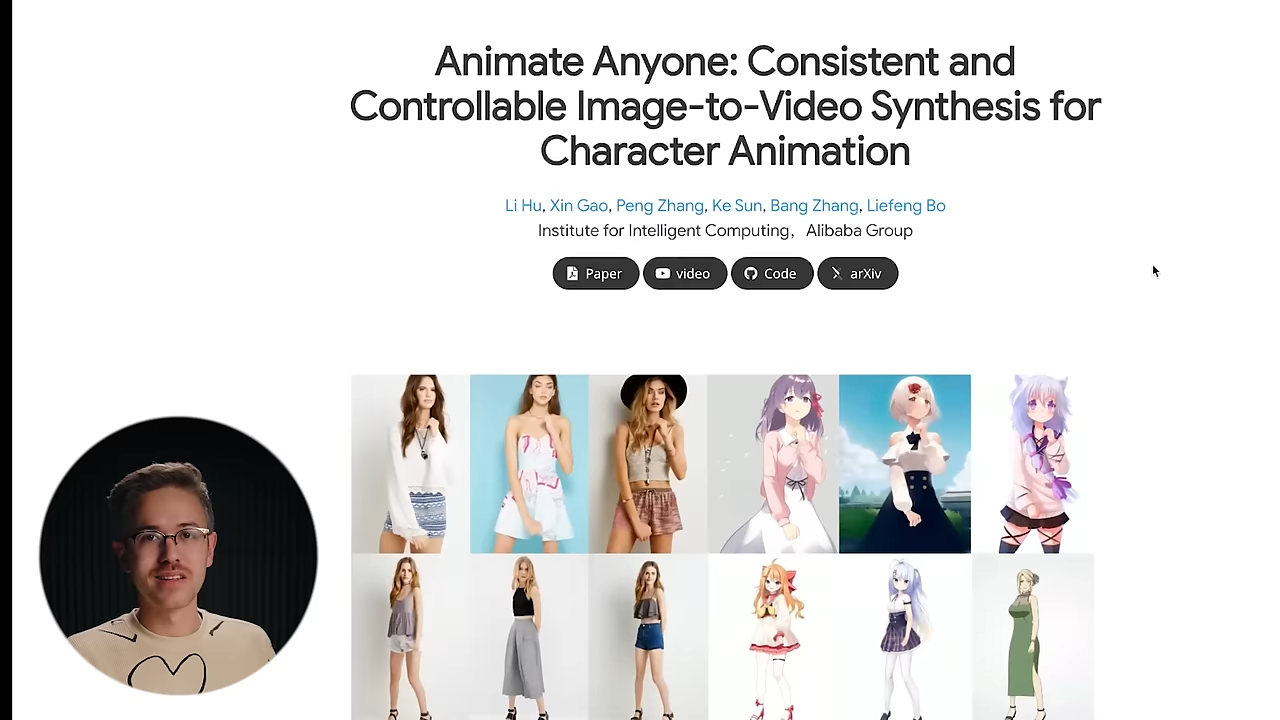 Animate Anyone: Consistent and
Controllable Image-to-Video Synthesis for
Character Animation
Li Hu, Xin Gao, Peng Zhang, Ke Sun, Bang Zhang, Liefeng Bo
Institute for Intelligent Computing，Alibaba Group
Paper video Code arXiv